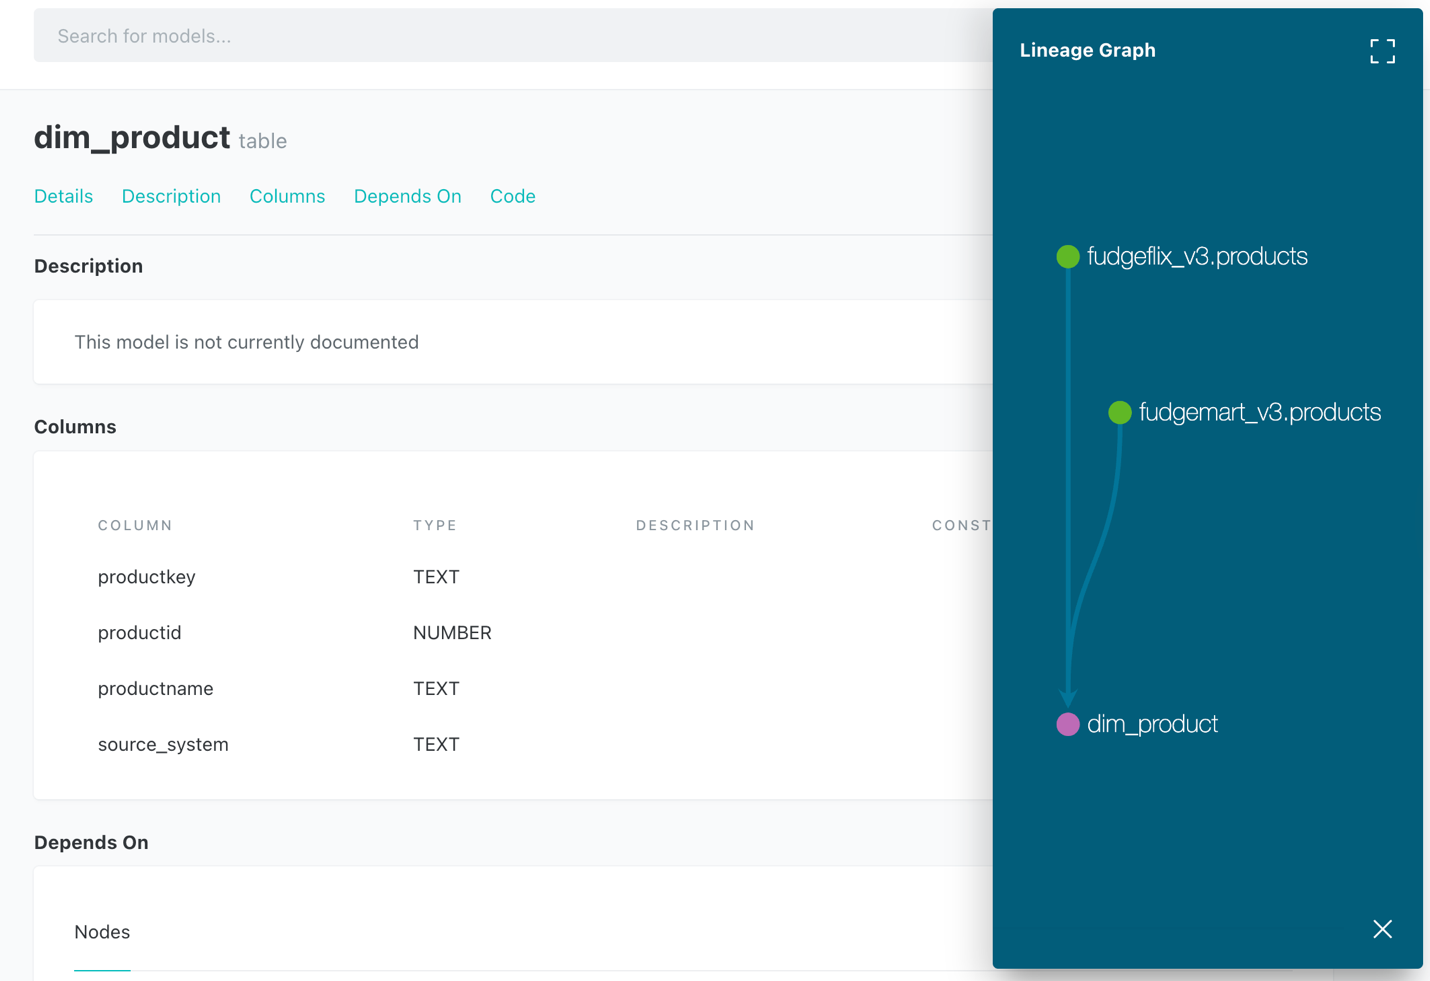 Search for models...
dim_product table
Details Description Columns Depends On Code
Description
This model is not currently documented
Columns
COLUMN TYPE DESCRIPTION CONST
productkey TEXT
productid NUMBER
productname TEXT
source_system TEXT
Depends On
Nodes
Lineage Graph
fudgeflix_v3.products
fudgemart_v3.products
dim_product